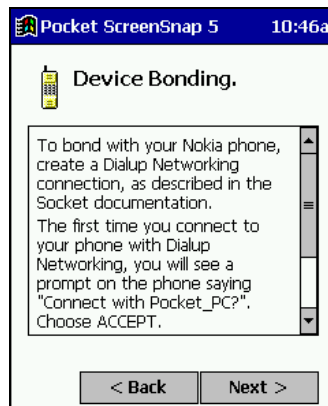 Pocket ScreenSnap 5 10:46a
Device Bonding.
To bond with your Nokia phone,
create a Dialup Networking
connection, as described in the
Socket documentation.
The first time you connect to
your phone with Dialup
Networking, you will see a
prompt on the phone saying
"Connect with Pocket_PC?".
Choose ACCEPT.
< Back Next >